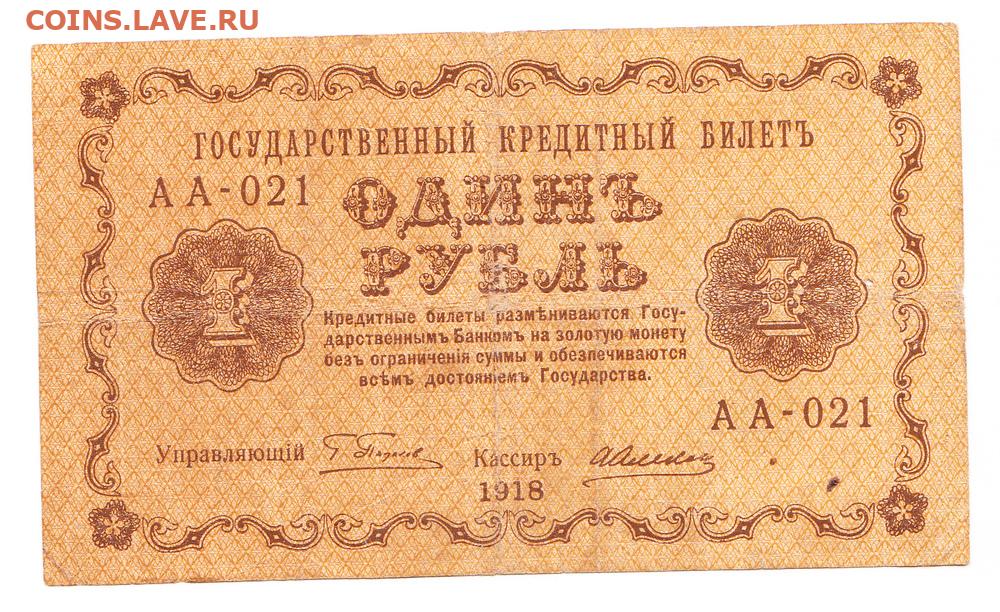 COINS.LAVE.RU
ГОСУДАРСТВЕННЫЙ КРЕДИТНЫЙ БИЛЕТЪ
АА-021
ОДИНЪ
РУБЛЬ
1
1
Кредитные билеты размѣниваются Госу-
дарственнымъ Банкомъ на золотую монету
безъ ограниченія суммы и обезпечиваются
всѣмъ достояніемъ Государства.
АА-021
Управляющій
Кассиръ
1918